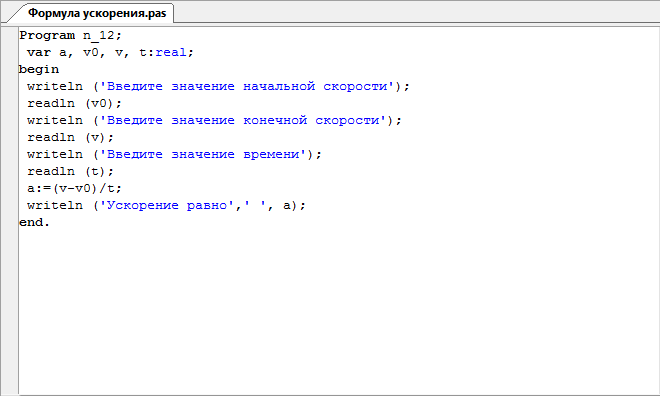 Формула ускорения.pas
Program n_12;
var a, v0, v, t:real;
begin
writeln ('Введите значение начальной скорости');
readln (v0);
writeln ('Введите значение конечной скорости');
readln (v);
writeln ('Введите значение времени');
readln (t);
a:=(v-v0)/t;
writeln ('Ускорение равно',' ', a);
end.